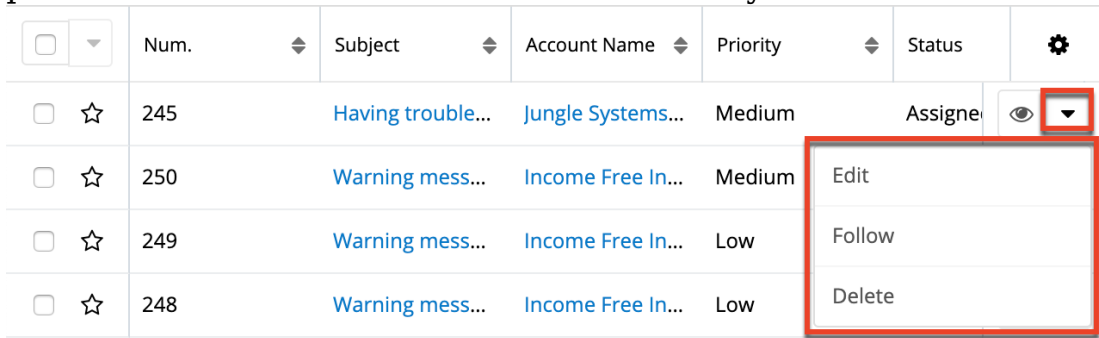 Num. Subject Account Name Priority Status
245 Having trouble... Jungle Systems... Medium Assigne
250 Warning mess... Income Free In... Medium Edit
249 Warning mess... Income Free In... Low Follow
248 Warning mess... Income Free In... Low Delete